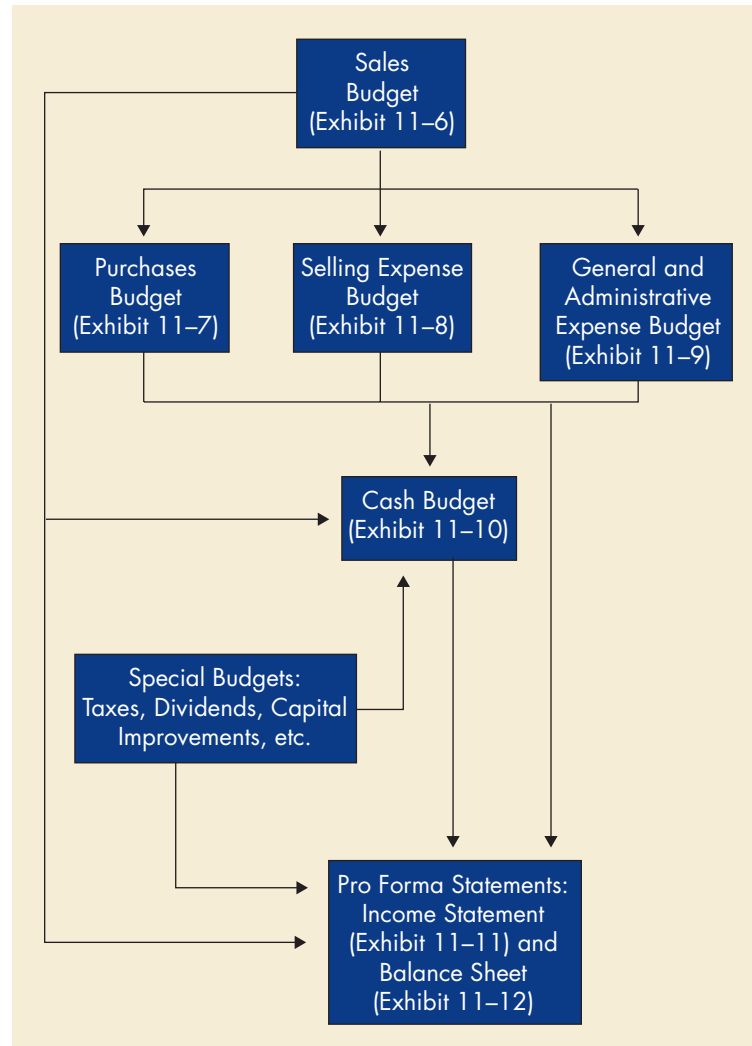 Sales
Budget
(Exhibit 11–6)
Purchases
Budget
(Exhibit 11–7)
Selling Expense
Budget
(Exhibit 11–8)
General and
Administrative
Expense Budget
(Exhibit 11–9)
Cash Budget
(Exhibit 11–10)
Special Budgets:
Taxes, Dividends, Capital
Improvements, etc.
Pro Forma Statements:
Income Statement
(Exhibit 11–11) and
Balance Sheet
(Exhibit 11–12)